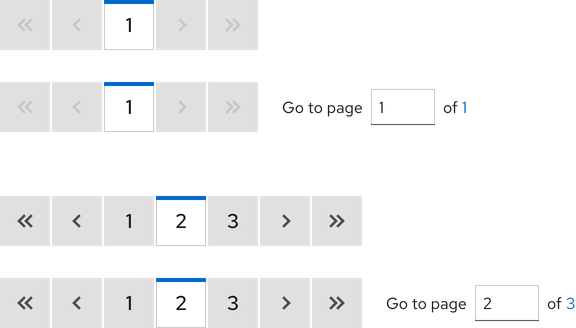 « < 1 > »
« < 1 > » Go to page 1 of 1
« < 1 2 3 > »
« < 1 2 3 > » Go to page 2 of 3